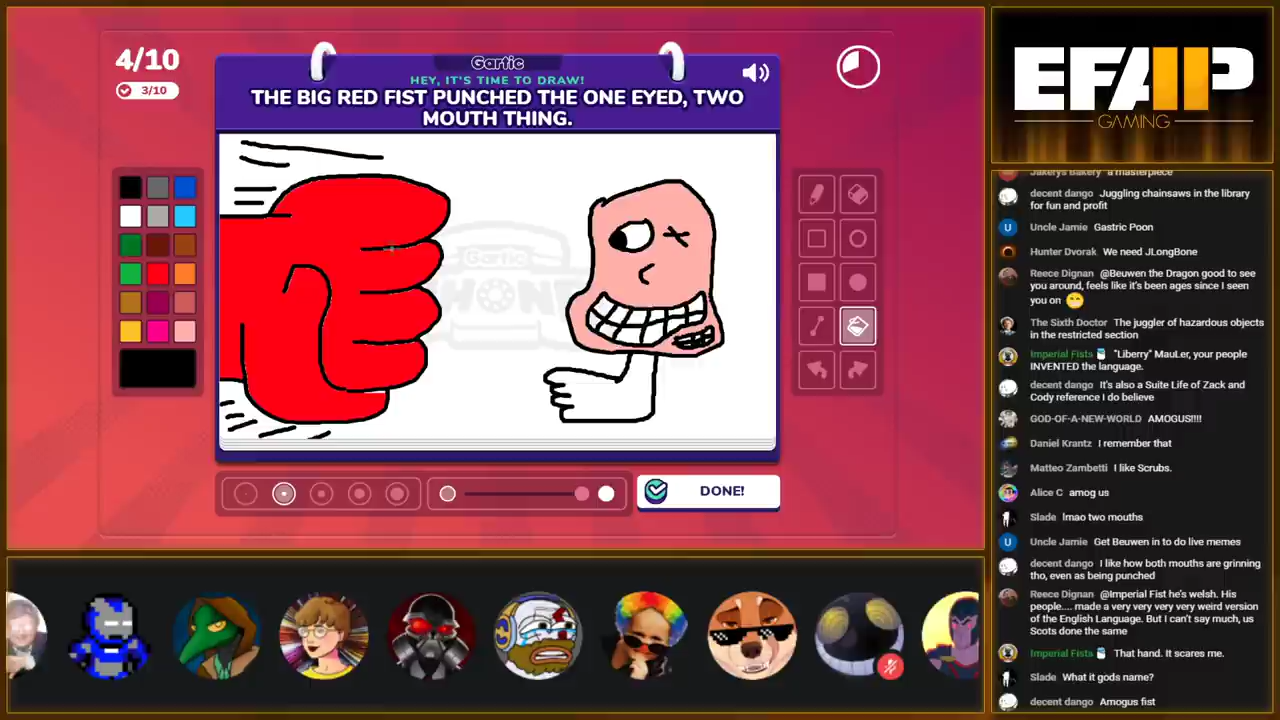 4/10
3/10
Gartic
HEY, IT'S TIME TO DRAW!
THE BIG RED FIST PUNCHED THE ONE EYED, TWO
MOUTH THING.
Gartic
PHONE
DONE!
EFAP
GAMING
Jakerys Bakery a masterpiece
decent dango Juggling chainsaws in the library
for fun and profit
Uncle Jamie Gastric Poon
Hunter Dvorak We need JLongBone
Reece Dignan @Beuwen the Dragon good to see
you around, feels like it's been ages since I seen
you on
The Sixth Doctor The juggler of hazardous objects
in the restricted section
Imperial Fists "Liberry" MauLer, your people
INVENTED the language.
decent dango It's also a Suite Life of Zack and
Cody reference I do believe
GOD-OF-A-NEW-WORLD AMOGUS!!!!
Daniel Krantz I remember that
Matteo Zambetti I like Scrubs.
Alice C amog us
Slade lmao two mouths
Uncle Jamie Get Beuwen in to do live memes
decent dango I like how both mouths are grinning
tho, even as being punched
Reece Dignan @Imperial Fist he's welsh. His
people.... made a very very very very weird version
of the English Language. But I can't say much, us
Scots done the same
Imperial Fists That hand. It scares me.
Slade What it gods name?
decent dango Amogus fist
U
U